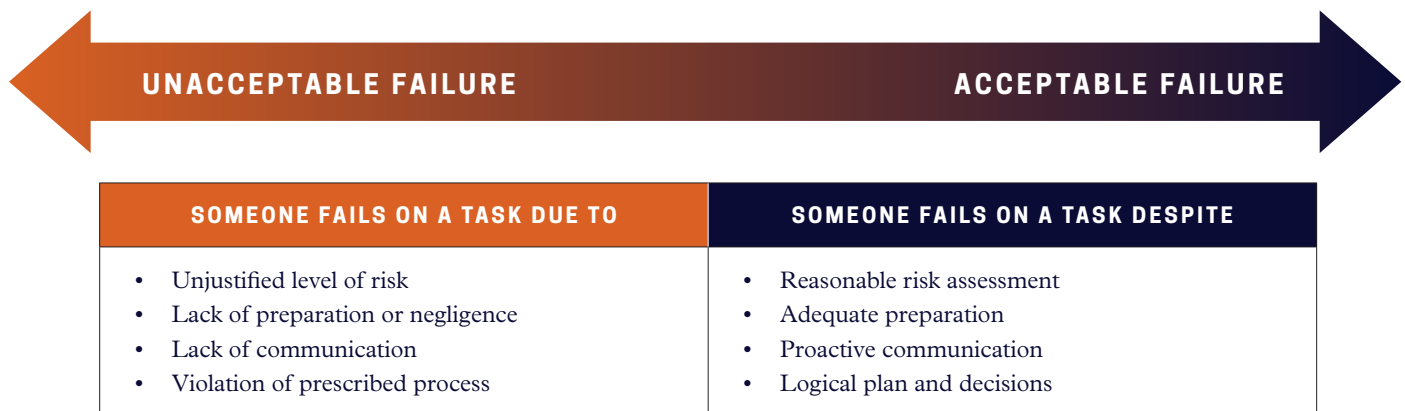 UNACCEPTABLE FAILURE
ACCEPTABLE FAILURE
SOMEONE FAILS ON A TASK DUE TO
SOMEONE FAILS ON A TASK DESPITE
• Unjustified level of risk
• Lack of preparation or negligence
• Lack of communication
• Violation of prescribed process
• Reasonable risk assessment
• Adequate preparation
• Proactive communication
• Logical plan and decisions